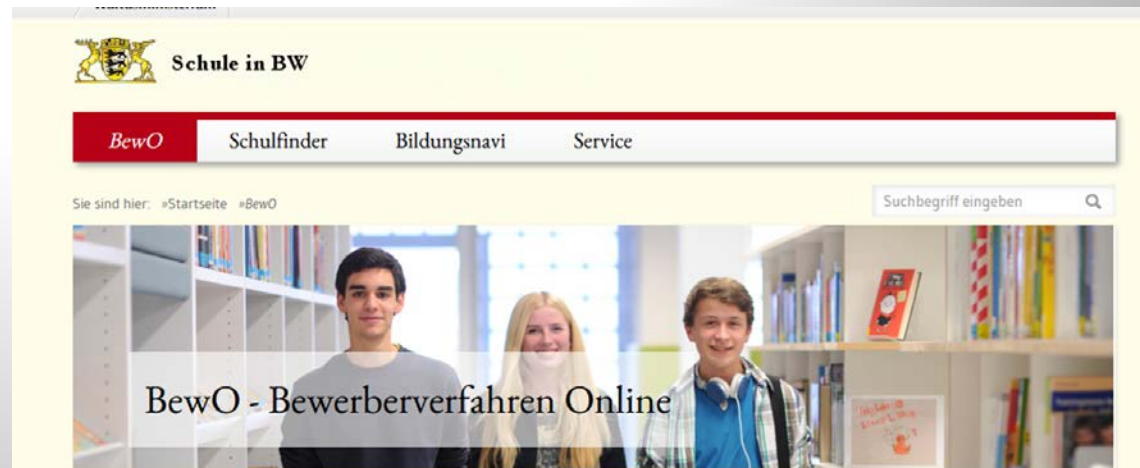 Schule in BW
BewO Schulfinder Bildungsnavi Service
Sie sind hier: »Startseite »BewO
Suchbegriff eingeben
BewO - Bewerberverfahren Online